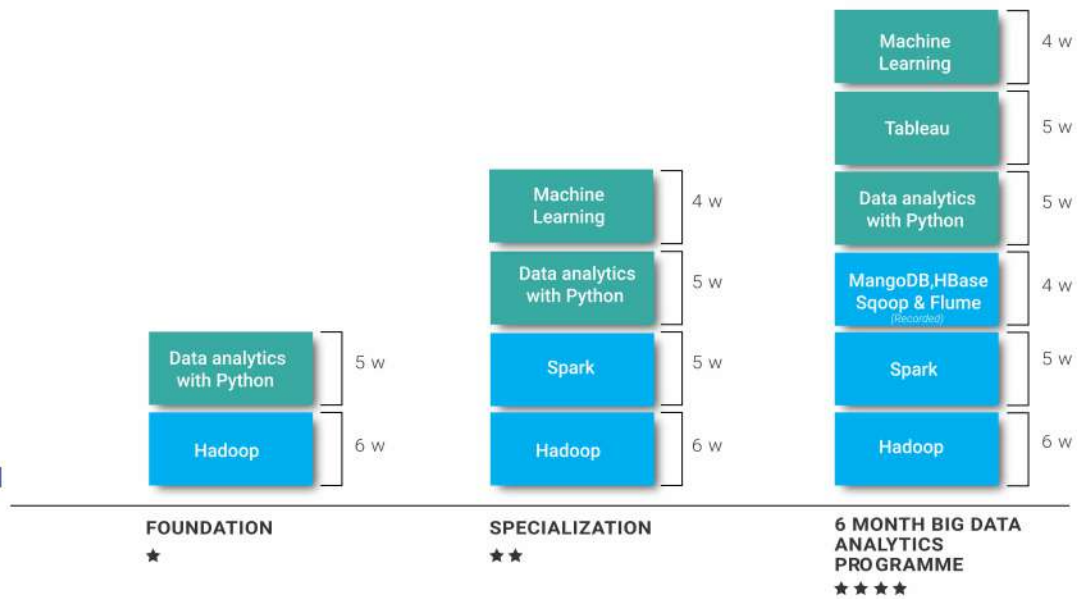 Data analytics
with Python
5 w
Hadoop
6 w
FOUNDATION
★
Machine
Learning
4 w
Data analytics
with Python
5 w
Spark
5 w
Hadoop
6 w
SPECIALIZATION
★★
Machine
Learning
4 w
Tableau
5 w
Data analytics
with Python
5 w
MangoDB,HBase
Sqoop & Flume
(Recorded)
4 w
Spark
5 w
Hadoop
6 w
6 MONTH BIG DATA
ANALYTICS
PROGRAMME
★★★★